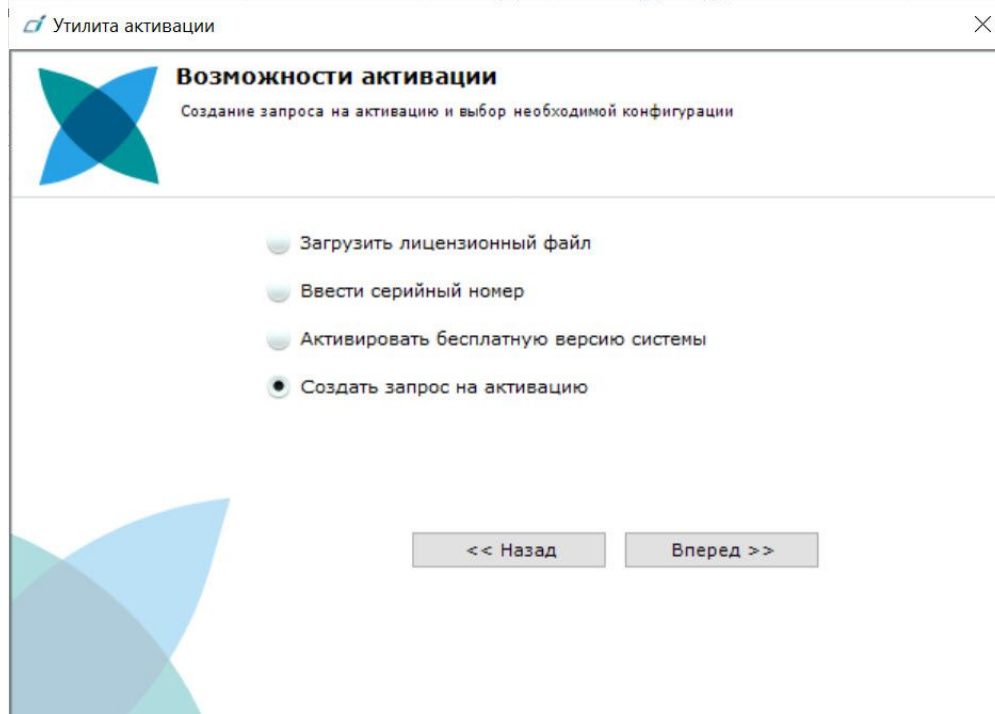 Утилита активации
Возможности активации
Создание запроса на активацию и выбор необходимой конфигурации
Загрузить лицензионный файл
Ввести серийный номер
Активировать бесплатную версию системы
Создать запрос на активацию
<< Назад
Вперед >>